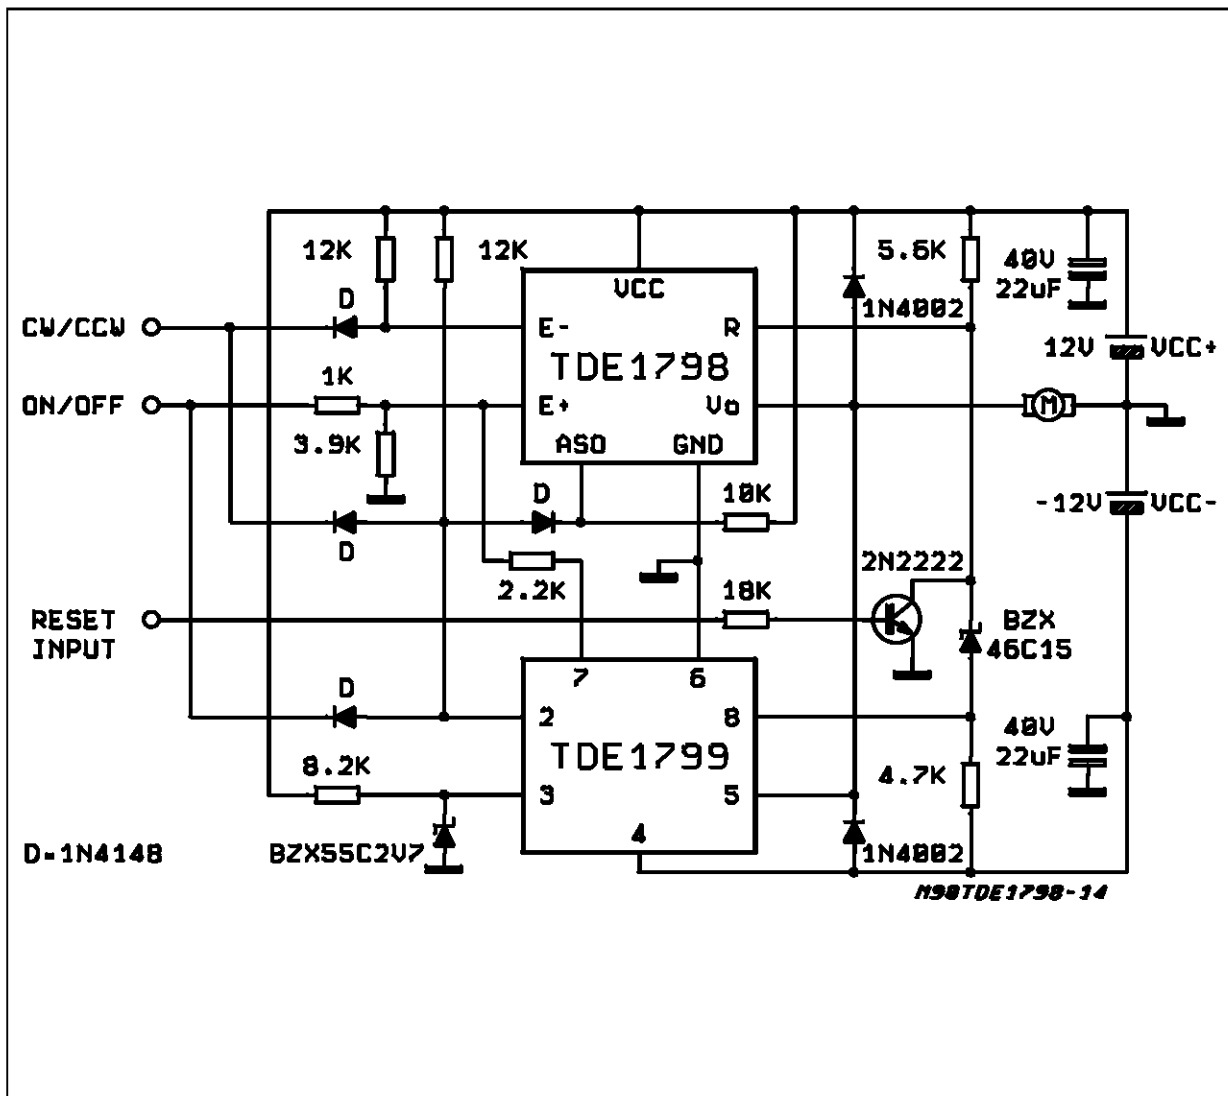 12K
12K
5.6K
40V
22uF
VCC
1N4002
D
CW/CCW
E-
R
TDE1798
12V
VCC+
1K
ON/OFF
E+
Vo
M
3.9K
ASO
GND
D
10K
-12V
VCC-
D
2N2222
2.2K
18K
RESET
INPUT
BZX
46C15
7
6
D
2
8
40V
22uF
TDE1799
8.2K
4.7K
3
5
4
D=1N4148
BZX55C2V7
1N4002
M98TDE1798-14